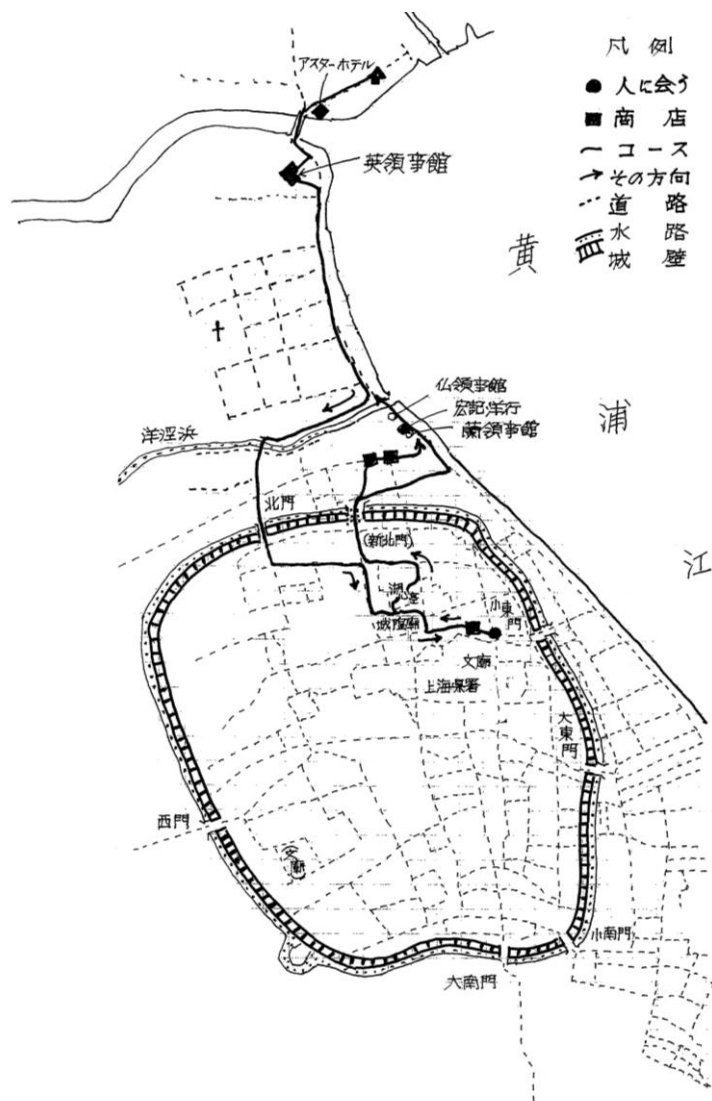 凡例
人に会う
商店
コース
その方向
道路
水路
城壁
アスターホテル
英領事館
黄浦江
仏領事館
宏記洋行
蘭領事館
洋涇浜
北門
(新北門)
湖心亭
城隍廟
小東門
文廟
上海県署
大東門
西門
(文廟)
小南門
大南門